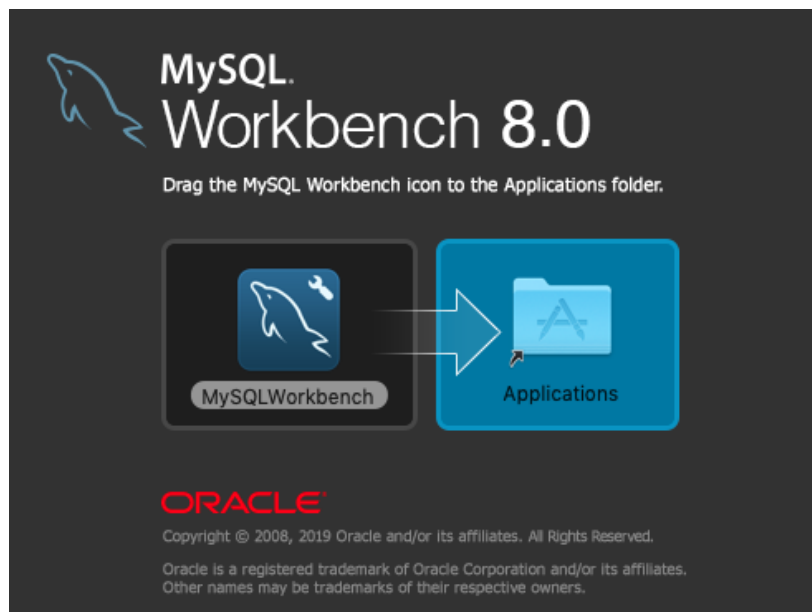 MySQL.
Workbench 8.0
Drag the MySQL Workbench icon to the Applications folder.
MySQLWorkbench
Applications
ORACLE
Copyright © 2008, 2019 Oracle and/or its affiliates. All Rights Reserved.
Oracle is a registered trademark of Oracle Corporation and/or its affiliates.
Other names may be trademarks of their respective owners.